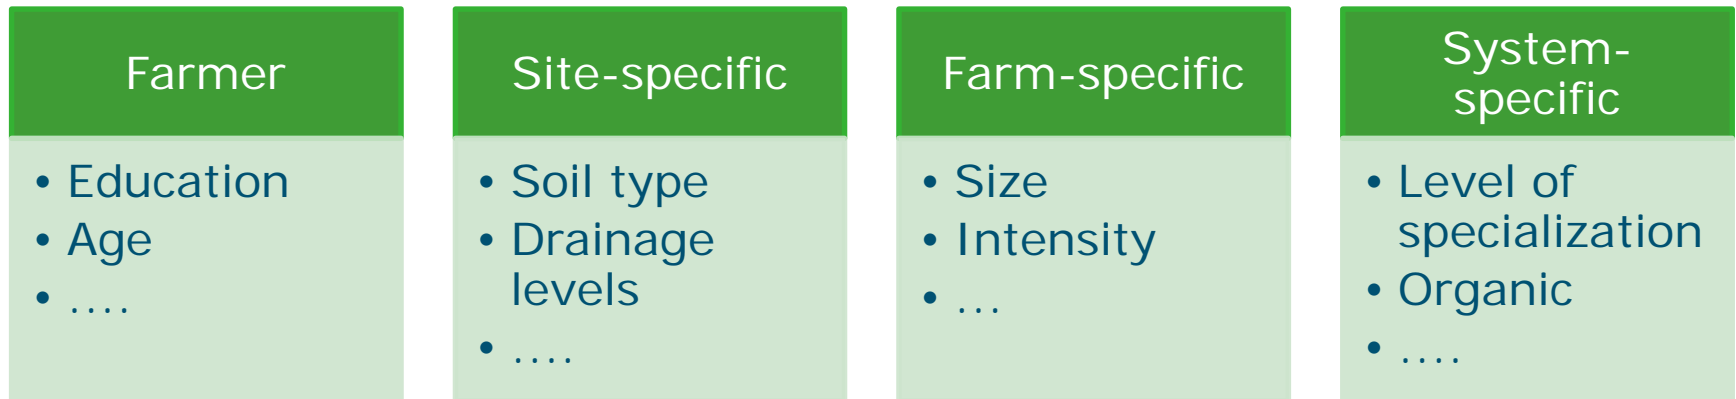 Farmer
• Education
• Age
• ....
Site-specific
• Soil type
• Drainage
levels
• ....
Farm-specific
• Size
• Intensity
• ...
System-
specific
• Level of
specialization
• Organic
• ....